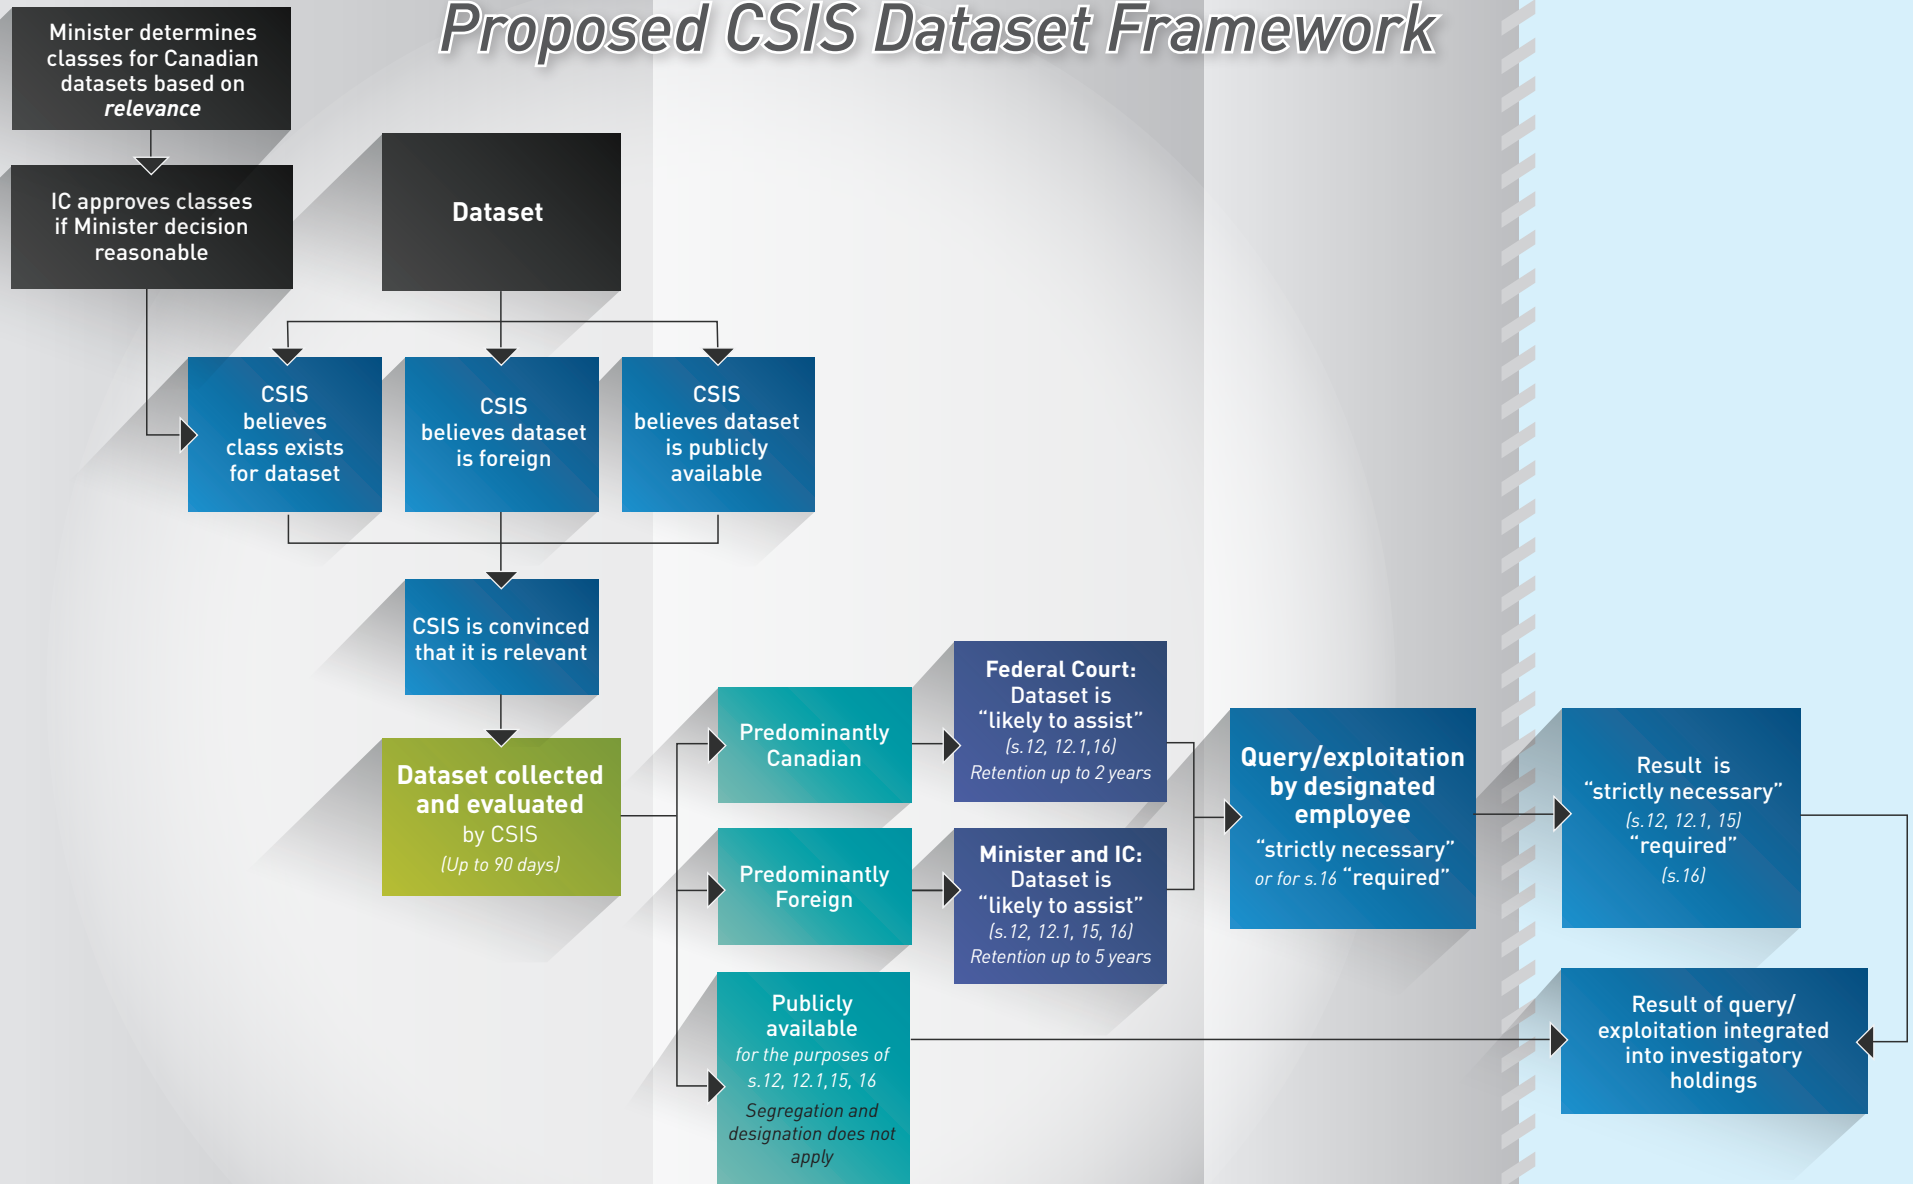 Proposed CSIS Dataset Framework
Minister determines
classes for Canadian
datasets based on
relevance
IC approves classes
if Minister decision
reasonable
Dataset
CSIS
believes
class exists
for dataset
CSIS
believes dataset
is foreign
CSIS
believes dataset
is publicly
available
CSIS is convinced
that it is relevant
Dataset collected
and evaluated
by CSIS
(Up to 90 days)
Predominantly
Canadian
Federal Court:
Dataset is
“likely to assist”
(s.12, 12.1,16)
Retention up to 2 years
Predominantly
Foreign
Minister and IC:
Dataset is
“likely to assist”
(s.12, 12.1, 15, 16)
Retention up to 5 years
Publicly
available
for the purposes of
s.12, 12.1,15, 16
Segregation and
designation does not
apply
Query/exploitation
by designated
employee
“strictly necessary”
or for s.16 “required”
Result is
“strictly necessary”
(s.12, 12.1, 15)
“required”
(s.16)
Result of query/
exploitation integrated
into investigatory
holdings